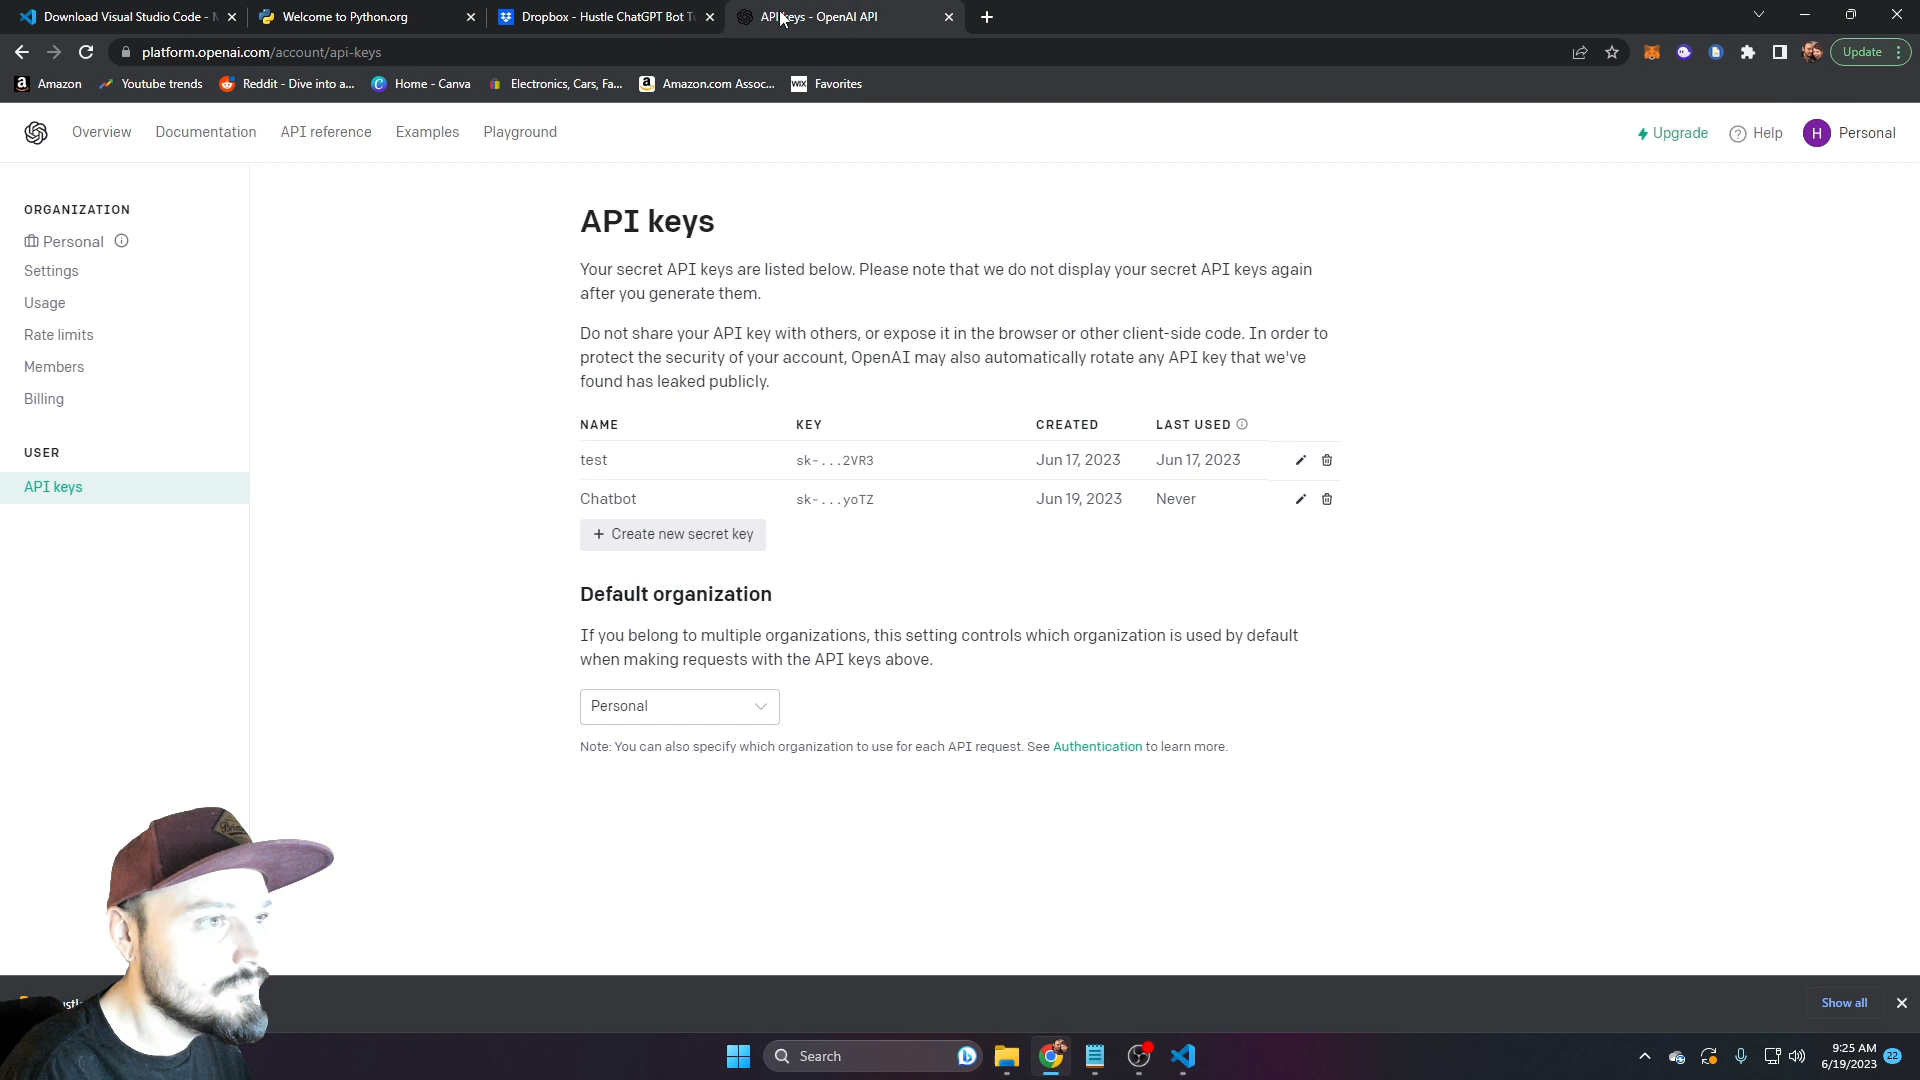 Download Visual Studio Code -
Welcome to Python.org
Dropbox - Hustle ChatGPT Bot Tu
API keys - OpenAI API
platform.openai.com/account/api-keys
Update
Amazon
Youtube trends
Reddit - Dive into a...
Home - Canva
Electronics, Cars, Fa...
Amazon.com Assoc...
WIX
Favorites
Overview
Documentation
API reference
Examples
Playground
Upgrade
Help
H
Personal
ORGANIZATION
Personal
Settings
Usage
Rate limits
Members
Billing
USER
API keys
API keys
Your secret API keys are listed below. Please note that we do not display your secret API keys again
after you generate them.
Do not share your API key with others, or expose it in the browser or other client-side code. In order to
protect the security of your account, OpenAI may also automatically rotate any API key that we've
found has leaked publicly.
NAME KEY CREATED LAST USED
test sk-...2VR3 Jun 17, 2023 Jun 17, 2023
Chatbot sk-...yoTZ Jun 19, 2023 Never
+ Create new secret key
Default organization
If you belong to multiple organizations, this setting controls which organization is used by default
when making requests with the API keys above.
Personal
Note: You can also specify which organization to use for each API request. See Authentication to learn more.
Show all
Search
9:25 AM
6/19/2023
22